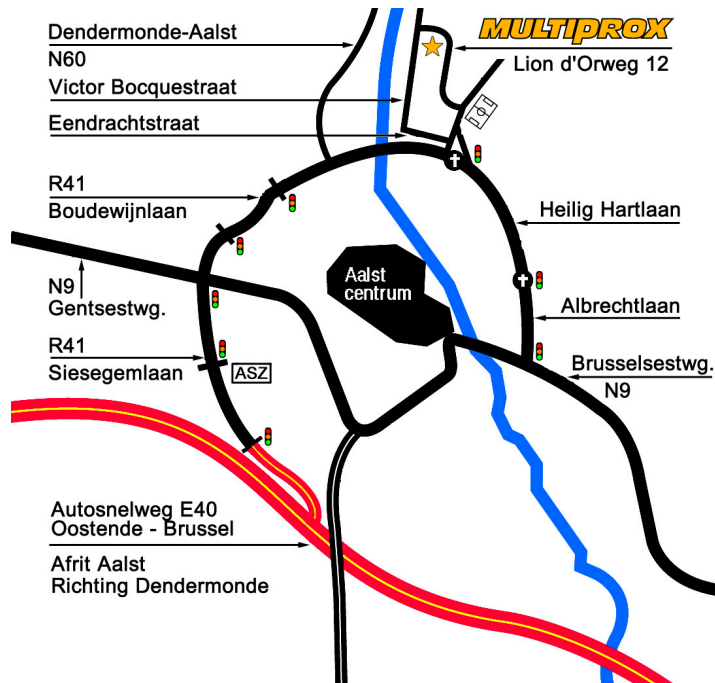 Dendermonde-Aalst
N60
Victor Bocquestraat
Eendrachtstraat
MULTIPROX
Lion d'Orweg 12
R41
Boudewijnlaan
Heilig Hartlaan
N9
Gentsestwg.
Aalst
centrum
Albrechtlaan
R41
Siesegemlaan
ASZ
Brusselsestwg.
N9
Autosnelweg E40
Oostende - Brussel
Afrit Aalst
Richting Dendermonde